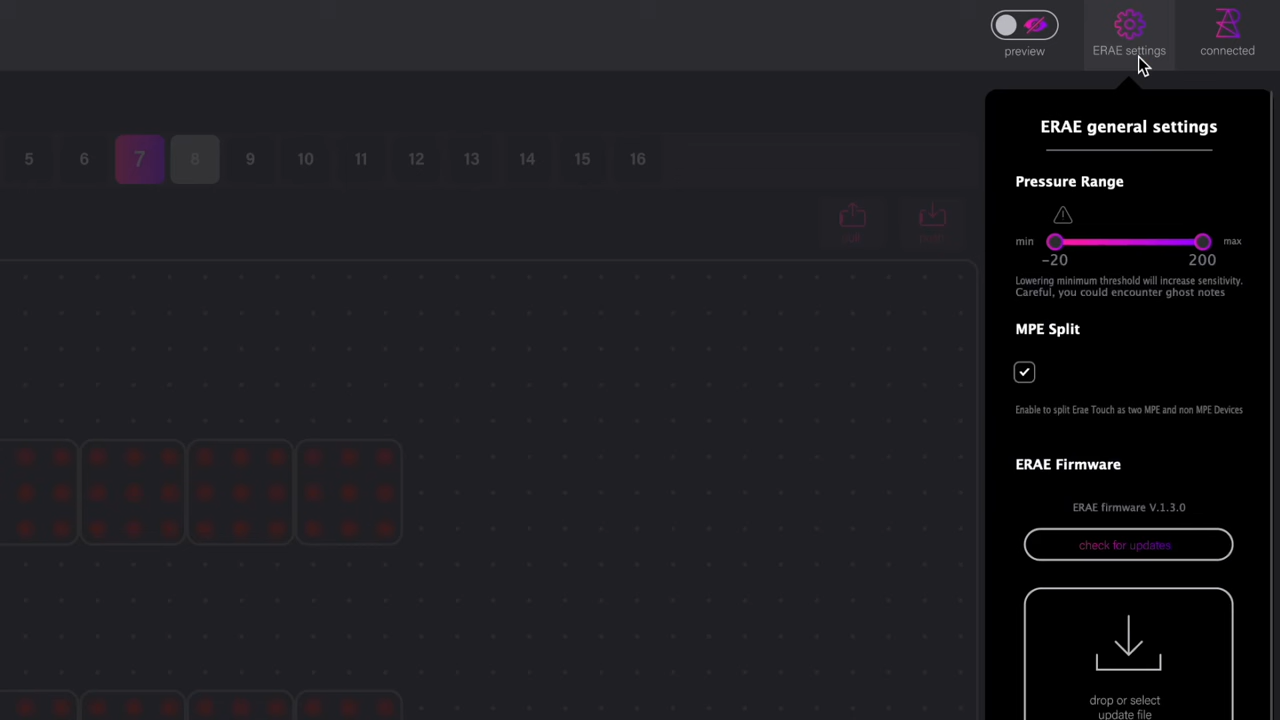 preview
ERAE settings
connected
5 6 7 8 9 10 11 12 13 14 15 16
ERAE general settings
Pressure Range
min
max
-20
200
Lowering minimum threshold will increase sensitivity.
Careful, you could encounter ghost notes
MPE Split
Enable to split Erae Touch as two MPE and non MPE Devices
ERAE Firmware
ERAE firmware V.1.3.0
check for updates
drop or select
update file